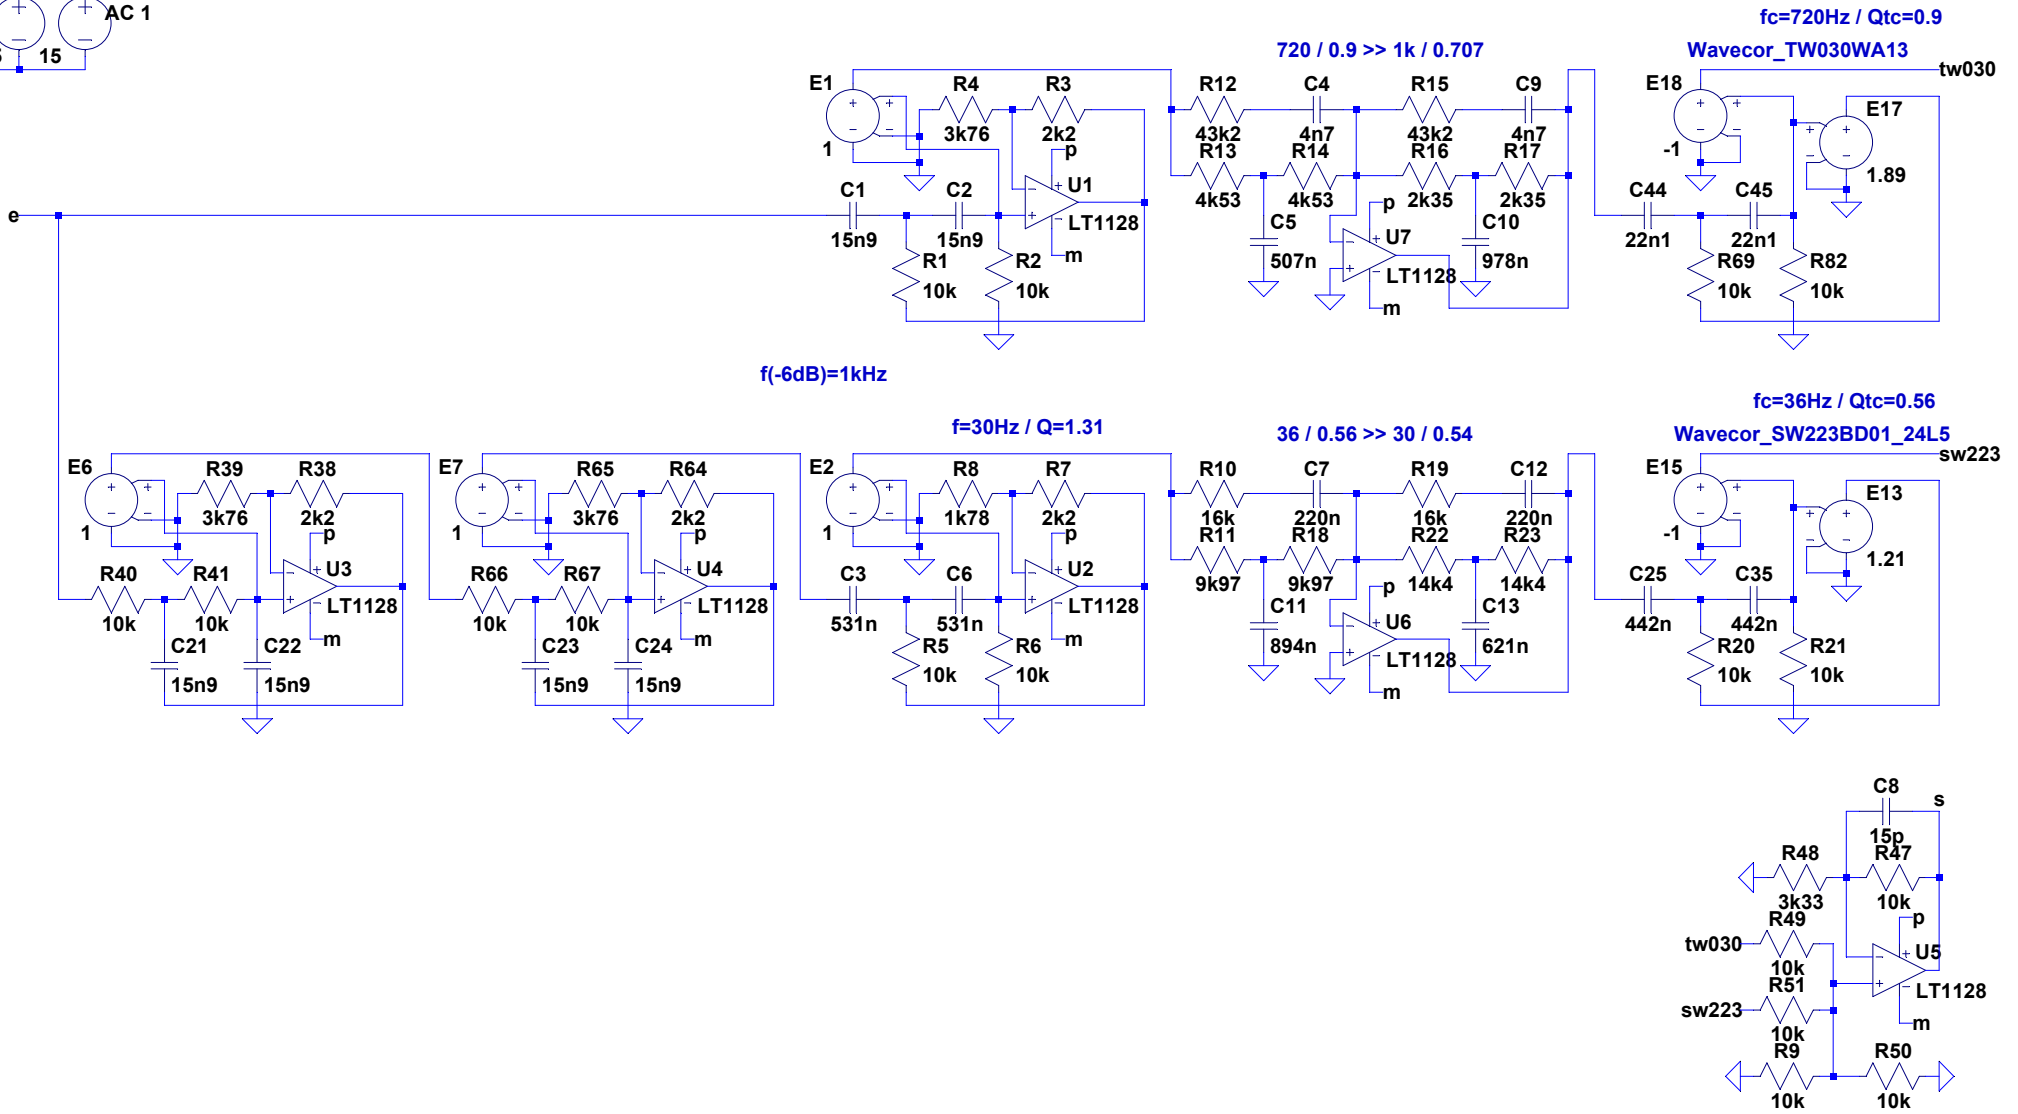 AC 1
15
fc=720Hz / Qtc=0.9
720 / 0.9 >> 1k / 0.707
Wavecor_TW030WA13
tw030
E1
R4
R3
R12
C4
R15
C9
E18
E17
3k76
2k2
43k2
4n7
43k2
4n7
1
p
R13
R14
R16
R17
-1
1.89
C1
C2
U1
4k53
4k53
2k35
2k35
C44
C45
e
p
15n9
15n9
LT1128
C5
U7
C10
22n1
22n1
R1
R2
m
507n
LT1128
978n
R69
R82
10k
10k
m
10k
10k
f(-6dB)=1kHz
fc=36Hz / Qtc=0.56
f=30Hz / Q=1.31
36 / 0.56 >> 30 / 0.54
Wavecor_SW223BD01_24L5
sw223
E6
R39
R38
E7
R65
R64
E2
R8
R7
R10
C7
R19
C12
E15
E13
3k76
2k2
3k76
2k2
1k78
2k2
16k
220n
16k
220n
1
p
1
p
1
p
R11
R18
R22
R23
-1
1.21
R40
R41
U3
R66
R67
U4
C3
C6
U2
9k97
9k97
14k4
14k4
C25
C35
10k
10k
LT1128
10k
10k
LT1128
531n
531n
LT1128
p
C11
U6
C13
442n
442n
C21
C22
m
C23
C24
m
R5
R6
m
894n
LT1128
621n
R20
R21
15n9
15n9
15n9
15n9
10k
10k
m
10k
10k
C8
s
15p
R48
R47
3k33
10k
R49
p
tw030
U5
10k
R51
LT1128
sw223
m
10k
R9
R50
10k
10k